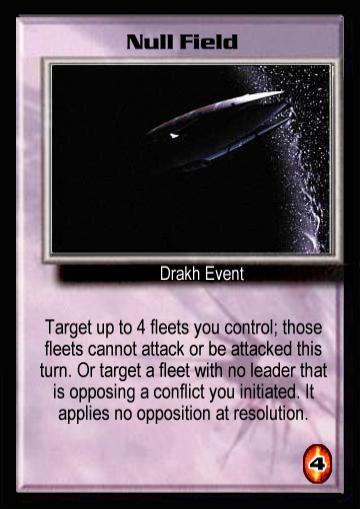 Null Field
Drakh Event
Target up to 4 fleets you control; those
fleets cannot attack or be attacked this
turn. Or target a fleet with no leader that
is opposing a conflict you initiated. It
applies no opposition at resolution.
4